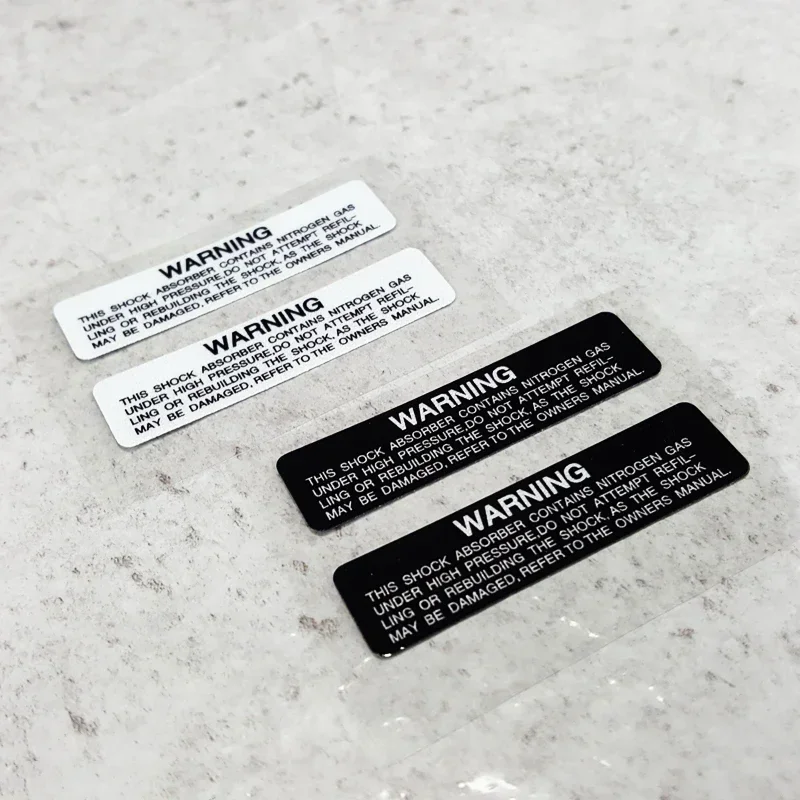 WARNING
THIS SHOCK ABSORBER CONTAINS NITROGEN GAS
UNDER HIGH PRESSURE,DO NOT ATTEMPT REFIL-
LING OR REBUILDING THE SHOCK, AS THE SHOCK
MAY BE DAMAGED, REFER TO THE OWNERS MANUAL.
WARNING
THIS SHOCK ABSORBER CONTAINS NITROGEN GAS
UNDER HIGH PRESSURE,DO NOT ATTEMPT REFIL-
LING OR REBUILDING THE SHOCK, AS THE SHOCK
MAY BE DAMAGED, REFER TO THE OWNERS MANUAL.
WARNING
THIS SHOCK ABSORBER CONTAINS NITROGEN GAS
UNDER HIGH PRESSURE,DO NOT ATTEMPT REFIL-
LING OR REBUILDING THE SHOCK, AS THE SHOCK
MAY BE DAMAGED, REFER TO THE OWNERS MANUAL.
WARNING
THIS SHOCK ABSORBER CONTAINS NITROGEN GAS
UNDER HIGH PRESSURE,DO NOT ATTEMPT REFIL-
LING OR REBUILDING THE SHOCK, AS THE SHOCK
MAY BE DAMAGED, REFER TO THE OWNERS MANUAL.